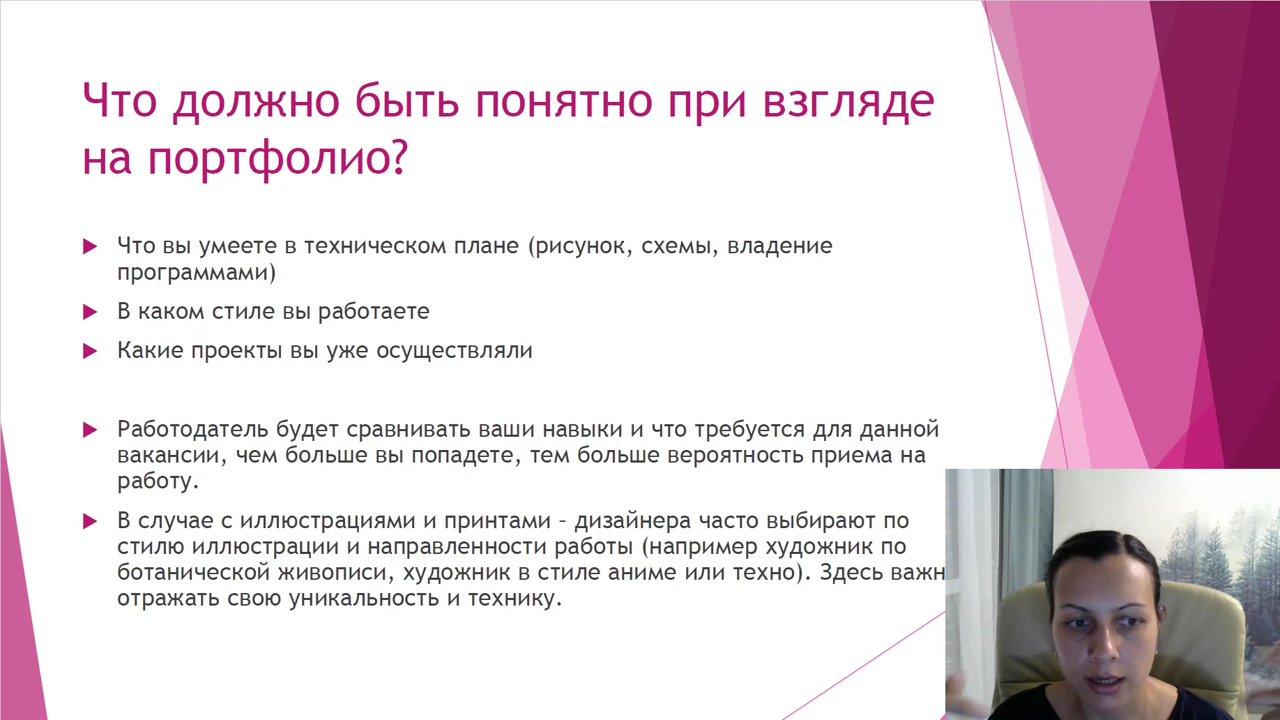 Что должно быть понятно при взгляде
на портфолио?
Что вы умеете в техническом плане (рисунок, схемы, владение
программами)
В каком стиле вы работаете
Какие проекты вы уже осуществляли
Работодатель будет сравнивать ваши навыки и что требуется для данной
вакансии, чем больше вы попадете, тем больше вероятность приема на
работу.
В случае с иллюстрациями и принтами – дизайнера часто выбирают по
стилю иллюстрации и направленности работы (например художник по
ботанической живописи, художник в стиле аниме или техно). Здесь важн
отражать свою уникальность и технику.